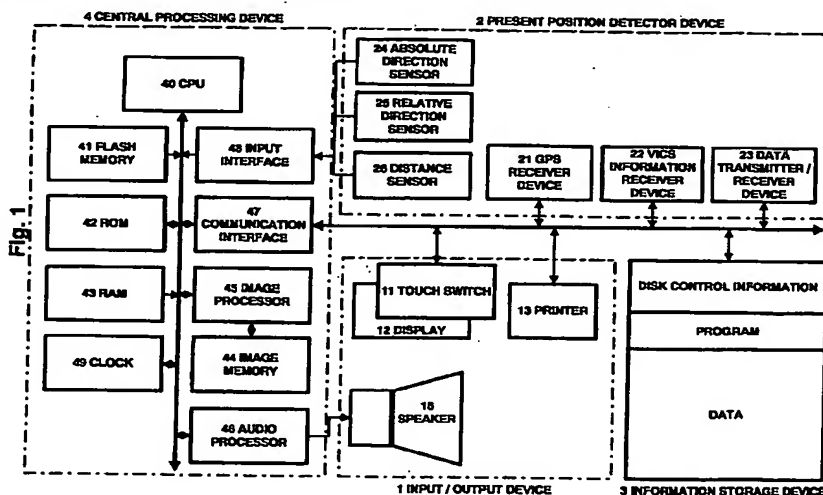 4 CENTRAL PROCESSING DEVICE
2 PRESENT POSITION DETECTOR DEVICE
Fig. 1
40 CPU
41 FLASH
MEMORY
48 INPUT
INTERFACE
42 ROM
47
COMMUNICATION
INTERFACE
43 RAM
45 IMAGE
PROCESSOR
49 CLOCK
44 IMAGE
MEMORY
46 AUDIO
PROCESSOR
24 ABSOLUTE
DIRECTION
SENSOR
25 RELATIVE
DIRECTION
SENSOR
26 DISTANCE
SENSOR
21 GPS
RECEIVER
DEVICE
22 VICS
INFORMATION
RECEIVER
DEVICE
23 DATA
TRANSMITTER /
RECEIVER
DEVICE
11 TOUCH SWITCH
12 DISPLAY
13 PRINTER
SPEAKER
1 INPUT / OUTPUT DEVICE
DISK CONTROL INFORMATION
PROGRAM
DATA
3 INFORMATION STORAGE DEVICE